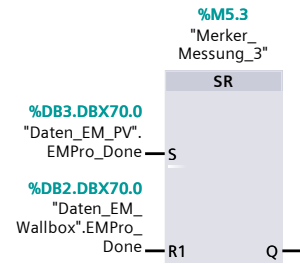 %M5.3
"Merker_
Messung_3"
SR
%DB3.DBX70.0
"Daten_EM_PV".
EMPro_Done
S
%DB2.DBX70.0
"Daten_EM_
Wallbox".EMPro_
Done
R1
Q